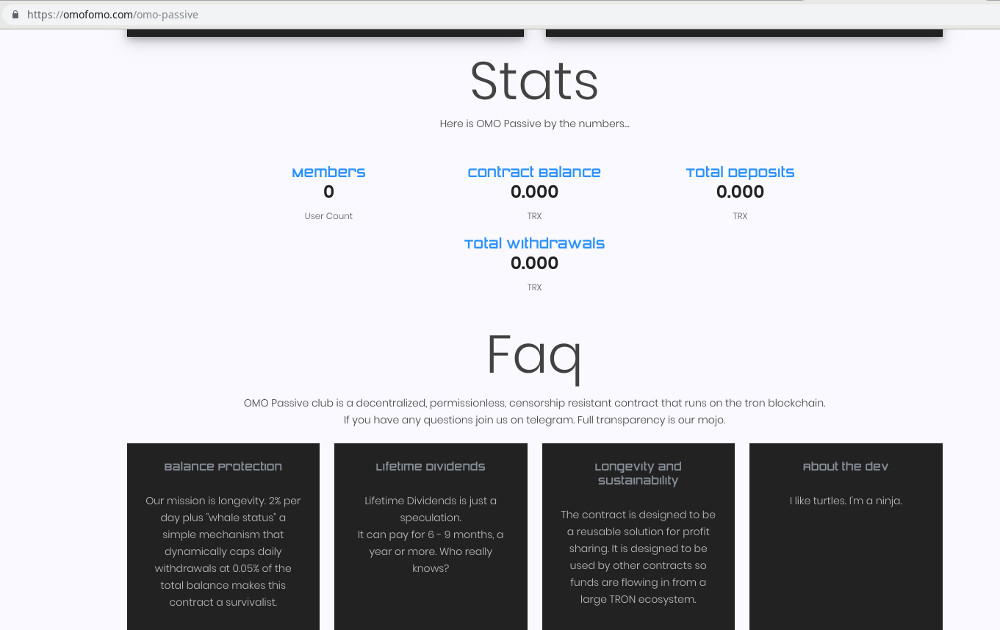 https://omofomo.com/omo-passive
Stats
Here is OMO Passive by the numbers...
Members
0
User Count
Contract Balance
0.000
TRX
Total Deposits
0.000
TRX
Total Withdrawals
0.000
TRX
Faq
OMO Passive club is a decentralized, permissionless, censorship resistant contract that runs on the tron blockchain.
If you have any questions join us on telegram. Full transparency is our mojo.
Balance Protection
Our mission is longevity. 2% per
day plus "whale status" a
simple mechanism that
dynamically caps daily
withdrawals at 0.05% of the
total balance makes this
contract a survivalist.
Lifetime Dividends
Lifetime Dividends is just a
speculation.
It can pay for 6 - 9 months, a
year or more. Who really
knows?
Longevity and
sustainability
The contract is designed to be
a reusable solution for profit
sharing. It is designed to be
used by other contracts so
funds are flowing in from a
large TRON ecosystem.
About the dev
I like turtles. I'm a ninja.